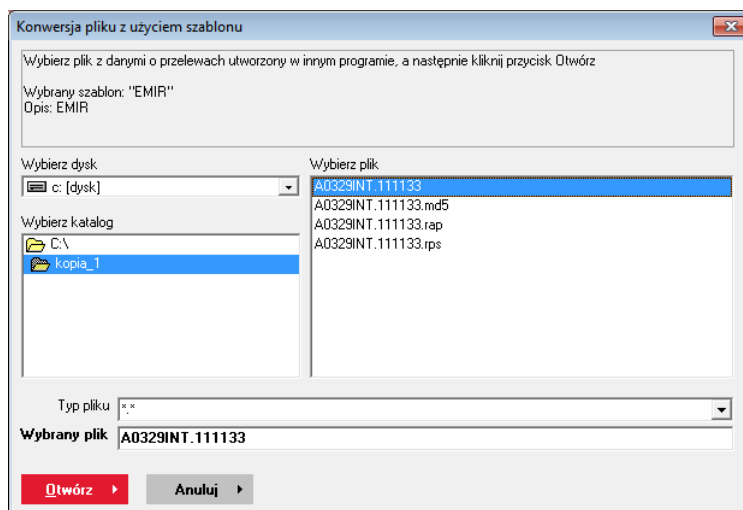 Konwersja pliku z użyciem szablonu
Wybierz plik z danymi o przelewach utworzony w innym programie, a następnie kliknij przycisk Otwórz
Wybrany szablon: "EMIR"
Opis: EMIR
Wybierz dysk
c: [dysk]
Wybierz katalog
C:\
kopia_1
Wybierz plik
A0329INT.111133
A0329INT.111133.md5
A0329INT.111133.rap
A0329INT.111133.rps
Typ pliku *.*
Wybrany plik A0329INT.111133
Otwórz Anuluj